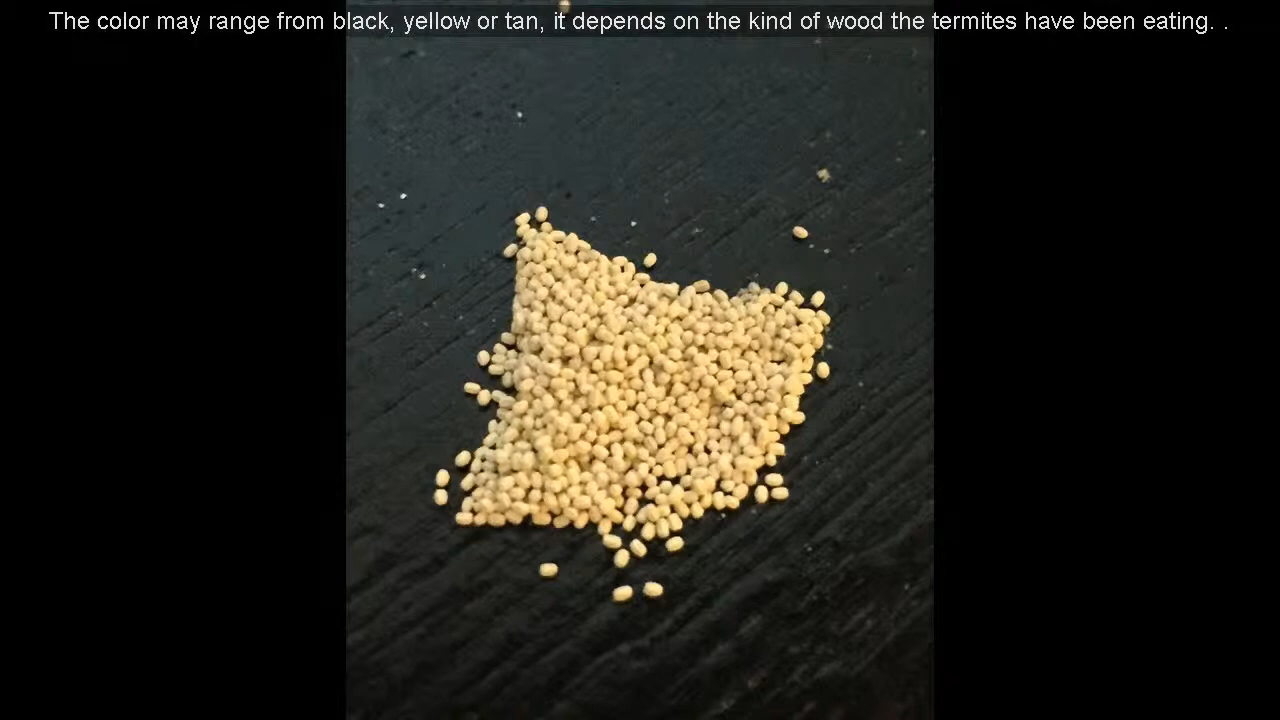 The color may range from black, yellow or tan, it depends on the kind of wood the termites have been eating. .